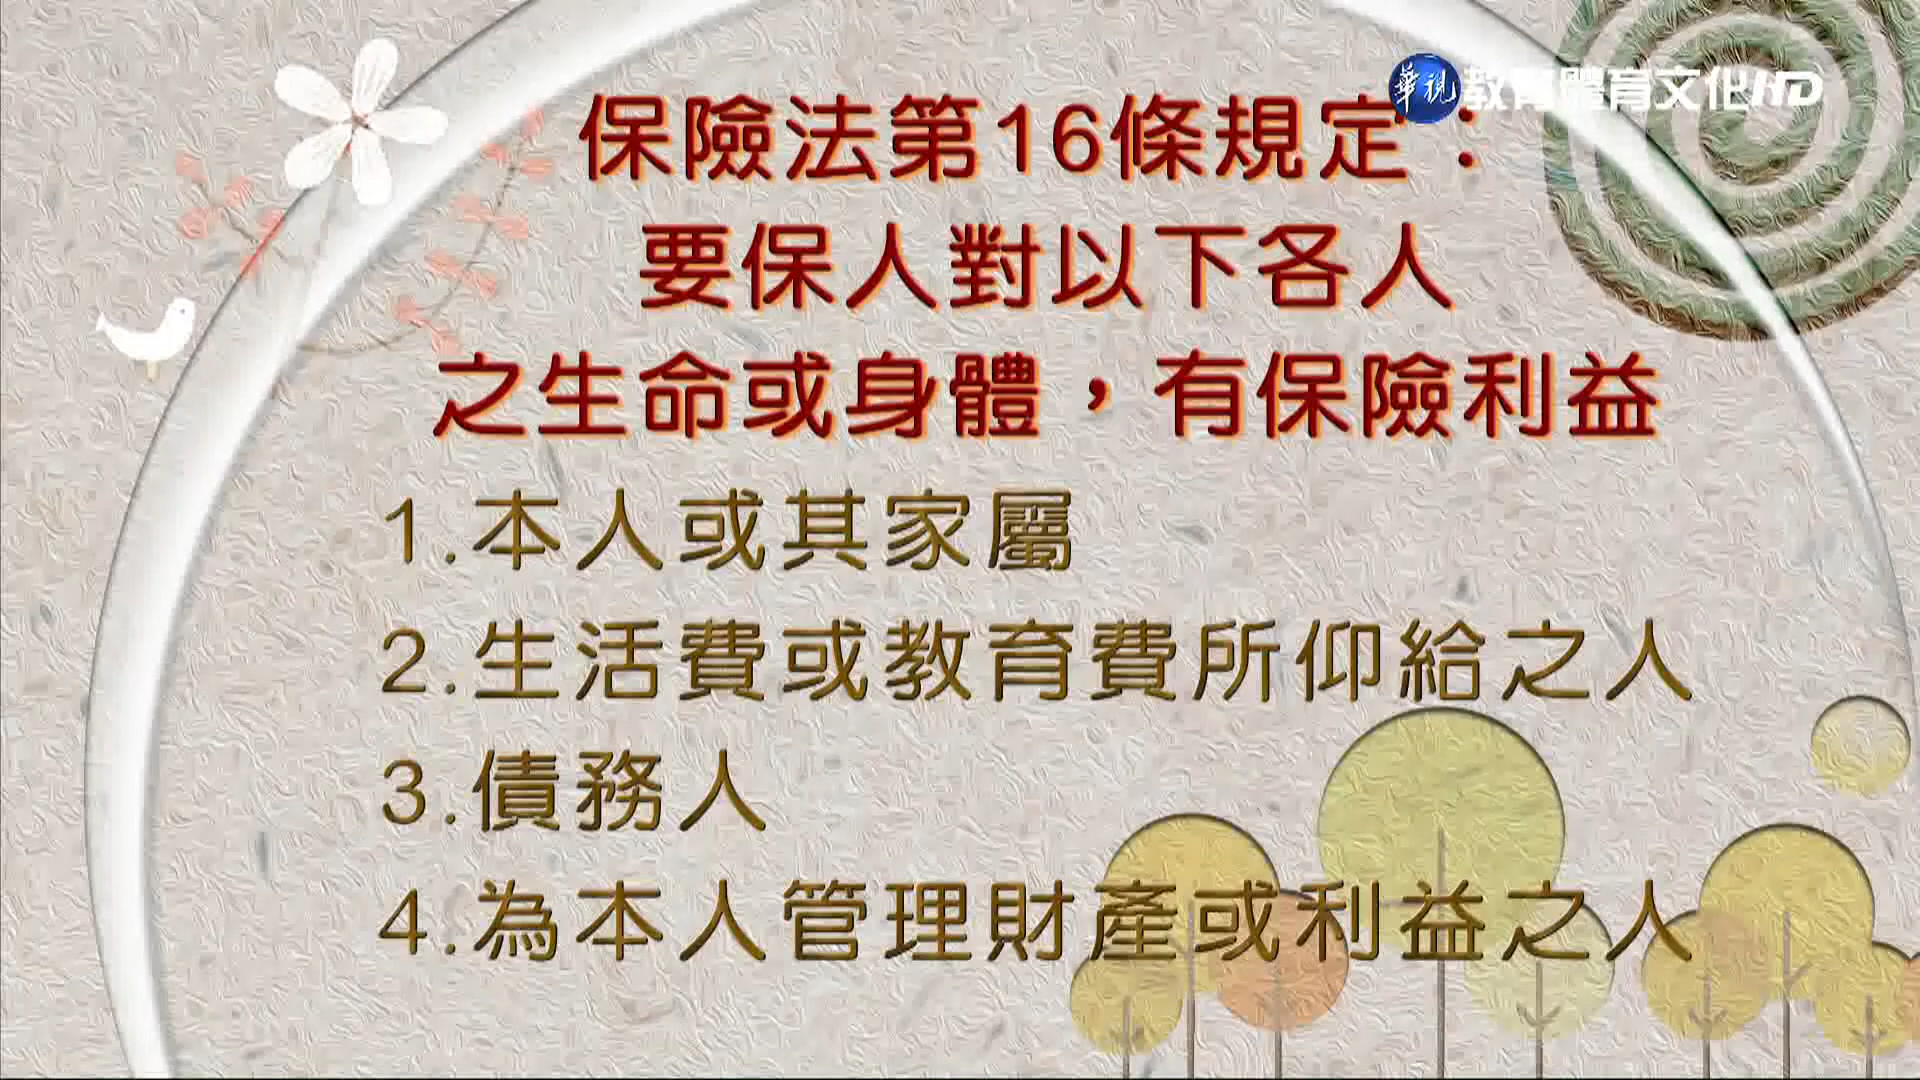 華視 教育體育文化HD
保險法第16條規定：
要保人對以下各人
之生命或身體，有保險利益
1.本人或其家屬
2.生活費或教育費所仰給之人
3.債務人
4.為本人管理財產或利益之人